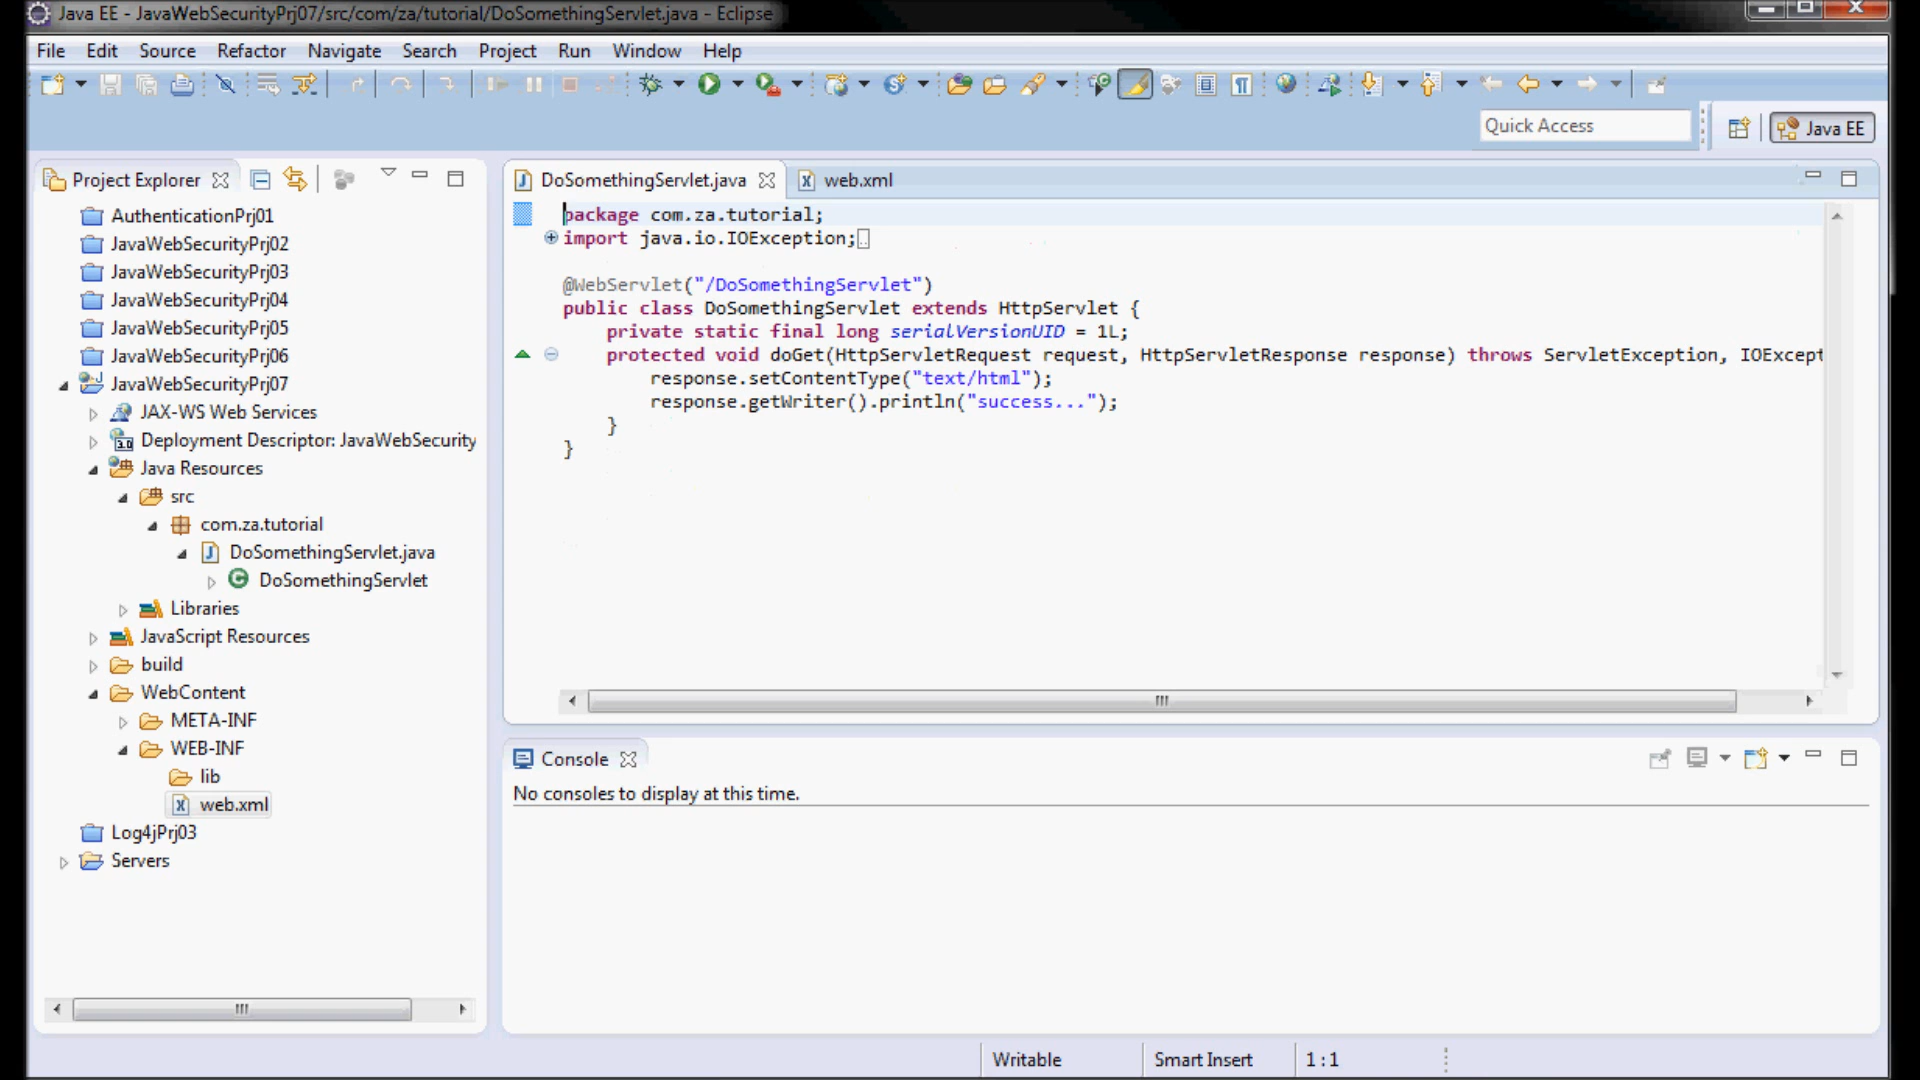 Java EE - JavaWebSecurityPrj07/src/com/za/tutorial/DoSomethingServlet.java - Eclipse
File Edit Source Refactor Navigate Search Project Run Window Help
Quick Access
Java EE
Project Explorer
AuthenticationPrj01
JavaWebSecurityPrj02
JavaWebSecurityPrj03
JavaWebSecurityPrj04
JavaWebSecurityPrj05
JavaWebSecurityPrj06
JavaWebSecurityPrj07
JAX-WS Web Services
3.0 Deployment Descriptor: JavaWebSecurity
Java Resources
src
com.za.tutorial
DoSomethingServlet.java
DoSomethingServlet
Libraries
JavaScript Resources
build
WebContent
META-INF
WEB-INF
lib
web.xml
Log4jPrj03
Servers
DoSomethingServlet.java
web.xml
package com.za.tutorial;
import java.io.IOException;
@WebServlet("/DoSomethingServlet")
public class DoSomethingServlet extends HttpServlet {
private static final long serialVersionUID = 1L;
protected void doGet(HttpServletRequest request, HttpServletResponse response) throws ServletException, IOExcept
response.setContentType("text/html");
response.getWriter().println("success...");
}
}
Console
No consoles to display at this time.
Writable
Smart Insert
1 : 1